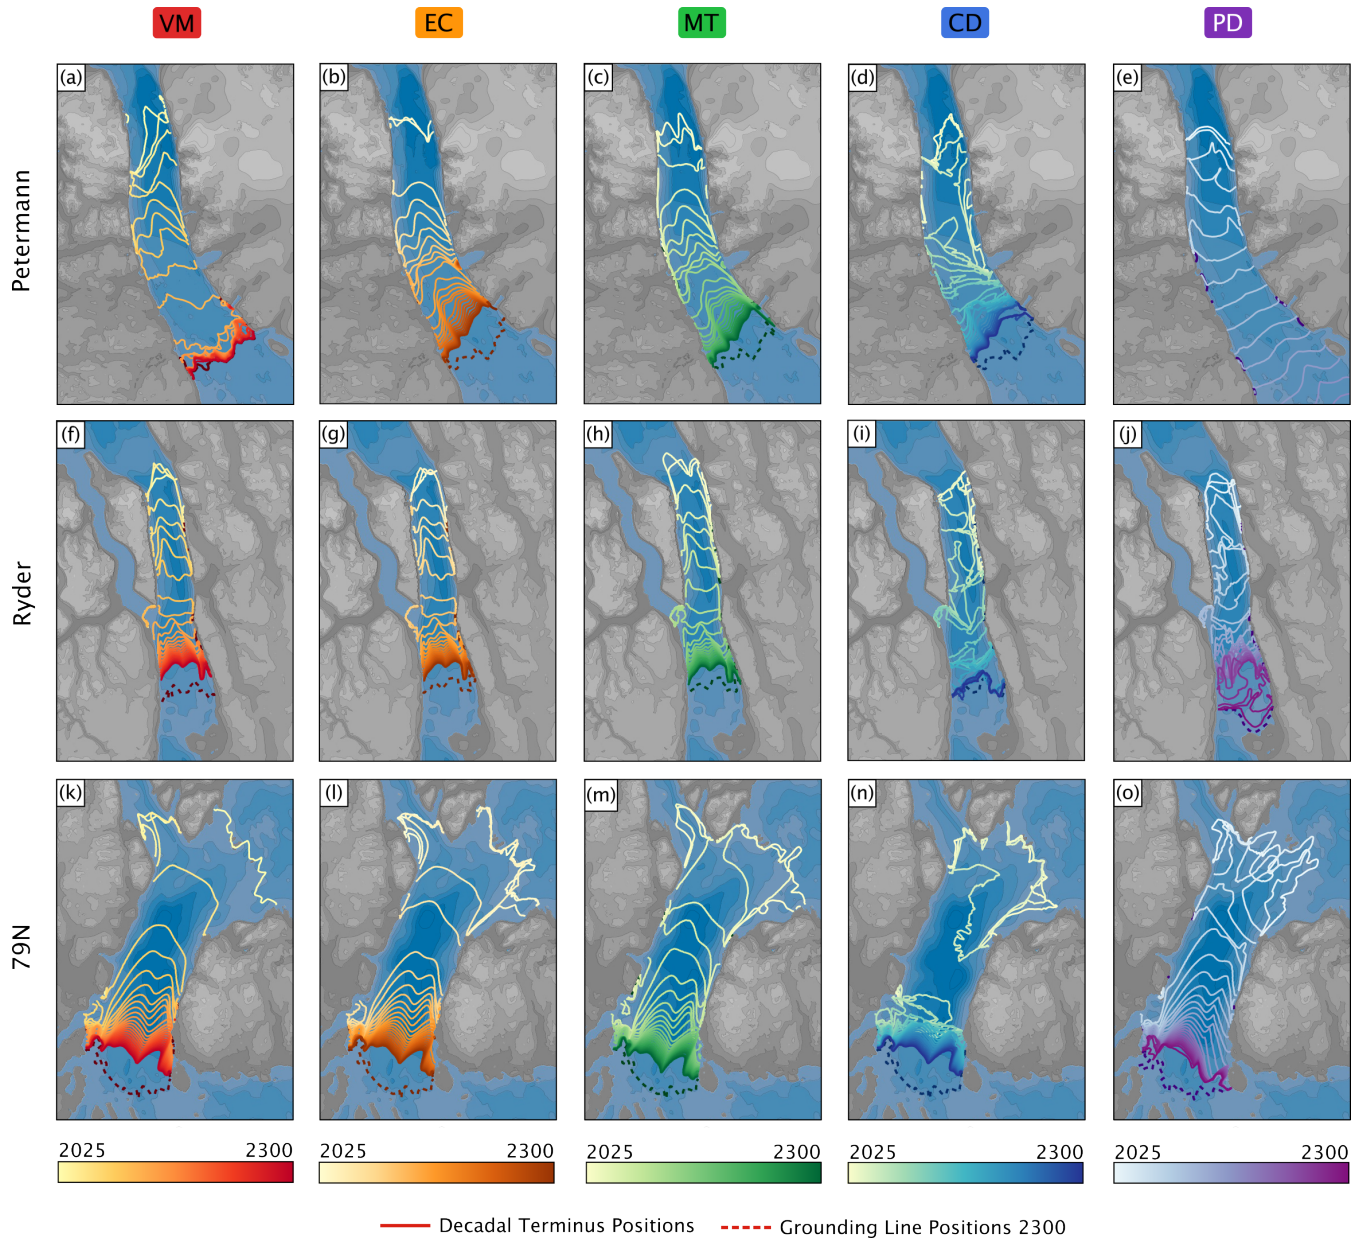 VM EC MT CD PD
Petermann
(a) (b) (c) (d) (e)
Ryder
(f) (g) (h) (i) (j)
79N
(k) (l) (m) (n) (o)
2025 2300 2025 2300 2025 2300 2025 2300 2025 2300
Decadal Terminus Positions Grounding Line Positions 2300